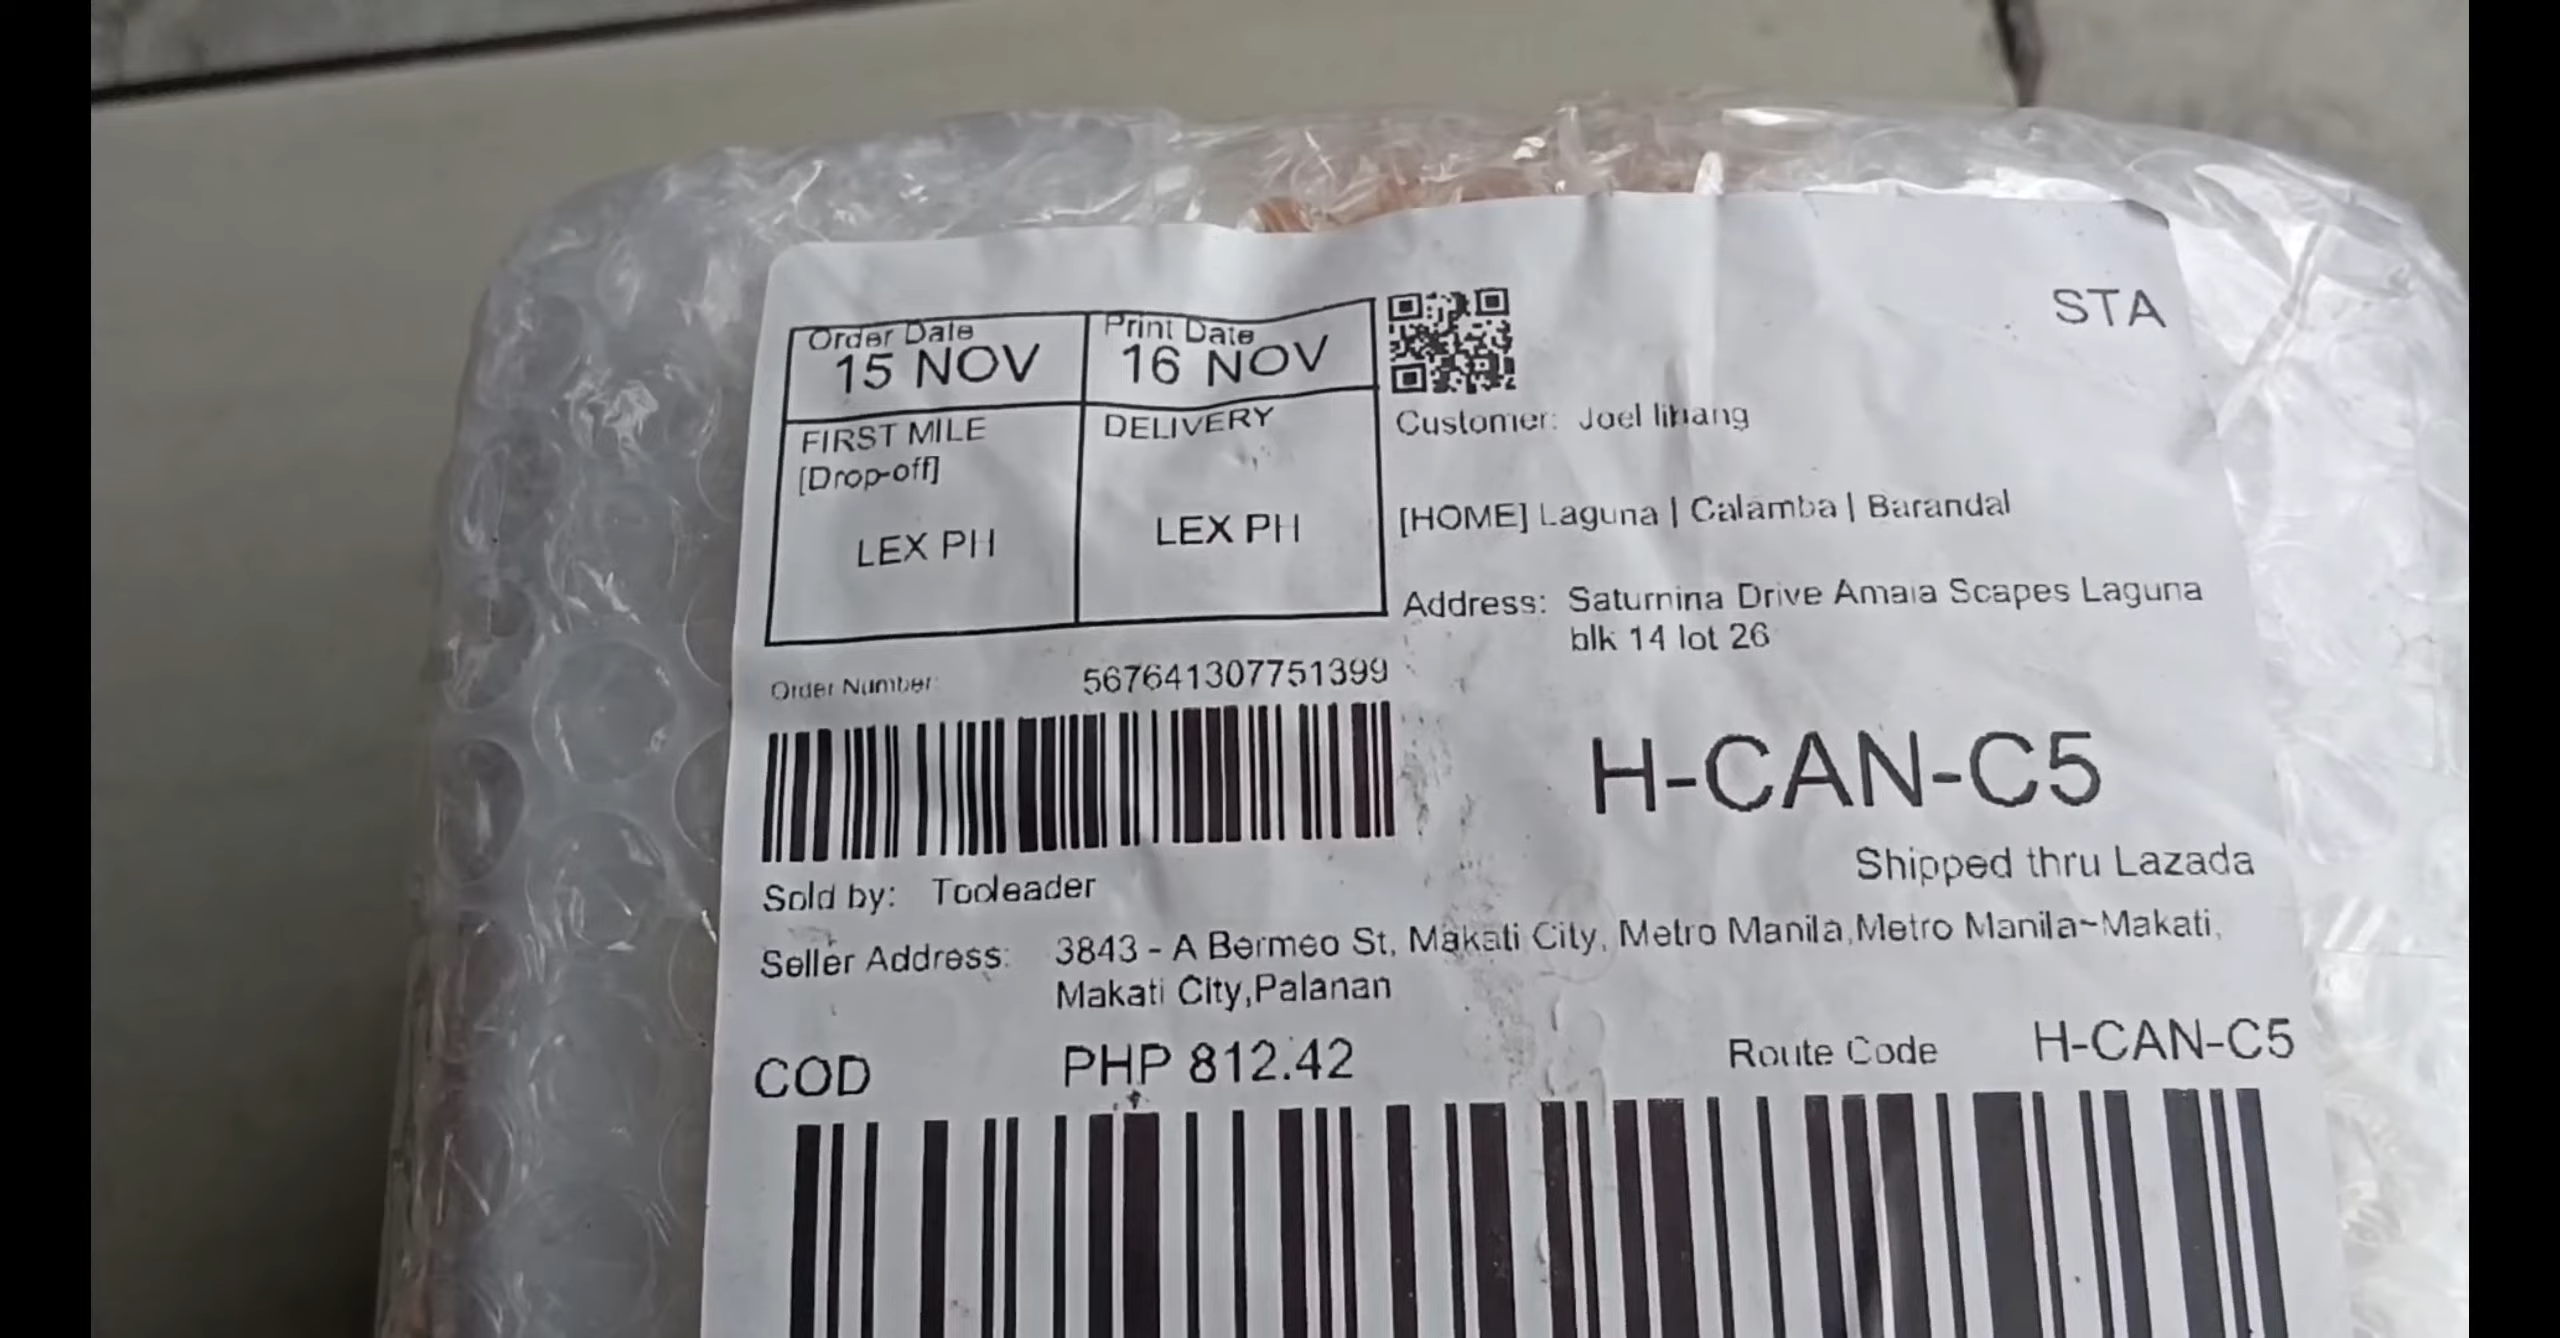 STA
Order Date
15 NOV
Print Date
16 NOV
FIRST MILE
[Drop-off]
LEX PH
DELIVERY
LEX PH
Customer: Joel
[HOME] Laguna | Calamba | Barandal
Address: Saturnina Drive Amaia Scapes Laguna
blk 14 lot 26
Order Number: 567641307751399
H-CAN-C5
Shipped thru Lazada
Sold by: Tooleader
Seller Address: 3843 - A Bermeo St, Makati City, Metro Manila,Metro Manila~Makati,
Makati City,Palanan
COD PHP 812.42 Route Code H-CAN-C5